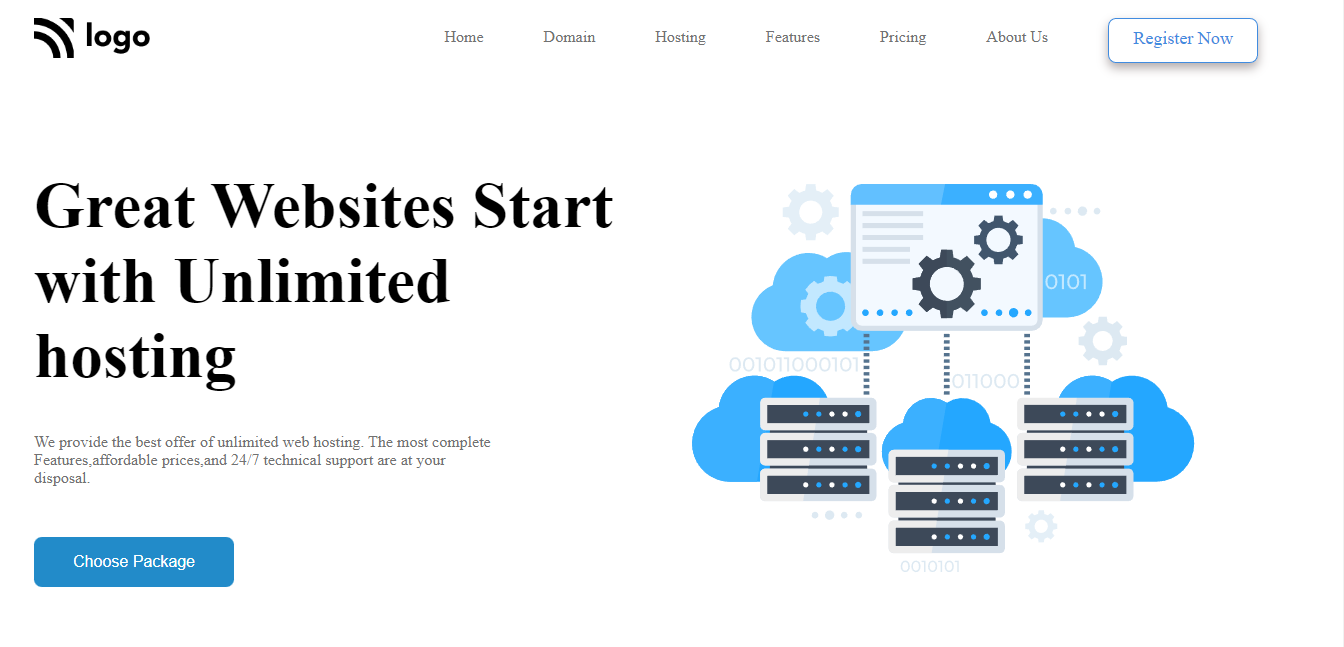 logo
Home Domain Hosting Features Pricing About Us Register Now
Great Websites Start
with Unlimited
hosting
We provide the best offer of unlimited web hosting. The most complete
Features,affordable prices,and 24/7 technical support are at your
disposal.
Choose Package
0101
001011000101
011000
0010101